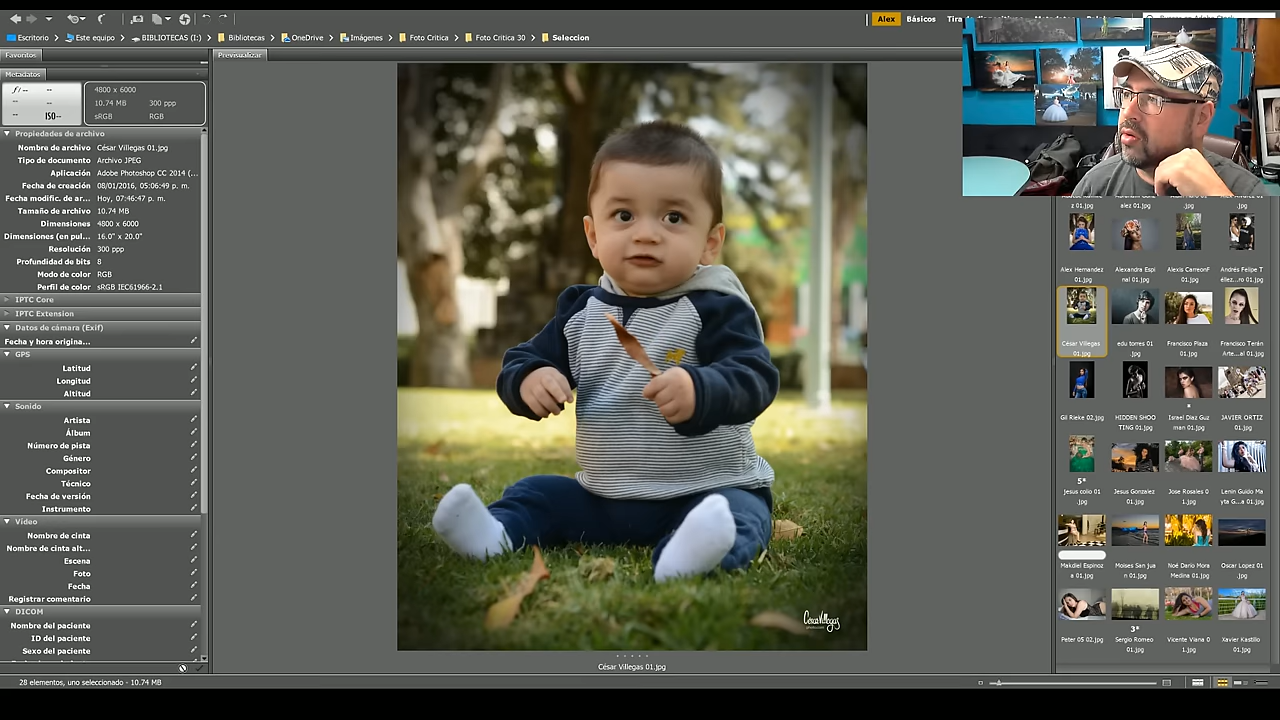 Alex Básicos
Escritorio Este equipo BIBLIOTECAS (I:) Bibliotecas OneDrive Imágenes Foto Critica Foto Critica 30 Seleccion
Favoritos
Previsualizar
Metadatos
f/-- --
-- --
-- ISO--
4800 x 6000
10.74 MB 300 ppp
sRGB RGB
Propiedades de archivo
Nombre de archivo César Villegas 01.jpg
Tipo de documento Archivo JPEG
Aplicación Adobe Photoshop CC 2014 (...
Fecha de creación 08/01/2016, 05:06:49 p. m.
Fecha modific. de ar... Hoy, 07:46:47 p. m.
Tamaño de archivo 10.74 MB
Dimensiones 4800 x 6000
Dimensiones (en pul... 16.0" x 20.0"
Resolución 300 ppp
Profundidad de bits 8
Modo de color RGB
Perfil de color sRGB IEC61966-2.1
IPTC Core
IPTC Extension
Datos de cámara (Exif)
Fecha y hora origina...
GPS
Latitud
Longitud
Altitud
Sonido
Artista
Álbum
Número de pista
Género
Compositor
Técnico
Fecha de versión
Instrumento
Vídeo
Nombre de cinta
Nombre de cinta alt...
Escena
Foto
Fecha
Registrar comentario
DICOM
Nombre del paciente
ID del paciente
Sexo del paciente
CésarVillegas
César Villegas 01.jpg
z 01.jpg alez 01.jpg 01.jpg 01.jpg
Alex Hernandez 01.jpg
Alexandra Espinal 01.jpg
Alexis CarreonF 01.jpg
Andrés Felipe Téllez...ro 01.jpg
César Villegas 01.jpg
edu torres 01.jpg
Francisco Plaza 01.jpg
Francisco Terán Arte...al 01.jpg
Gil Rieke 02.jpg
HIDDEN SHOOTING 01.jpg
Israel Diaz Guzman 01.jpg
JAVIER ORTIZ 01.jpg
5*
jesus colio 01.jpg
Jesus Gonzalez 01.jpg
Jose Rosales 01.jpg
Lenin Guido Mayta G...a 01.jpg
Makdiel Espinoza 01.jpg
Moises San juan 01.jpg
Noé Darío Mora Medina 01.jpg
Oscar Lopez 01.jpg
3*
Peter 05 02.jpg
Sergio Romeo 01.jpg
Vicente Viana 01.jpg
Xavier Kastillo 01.jpg
28 elementos, uno seleccionado - 10.74 MB